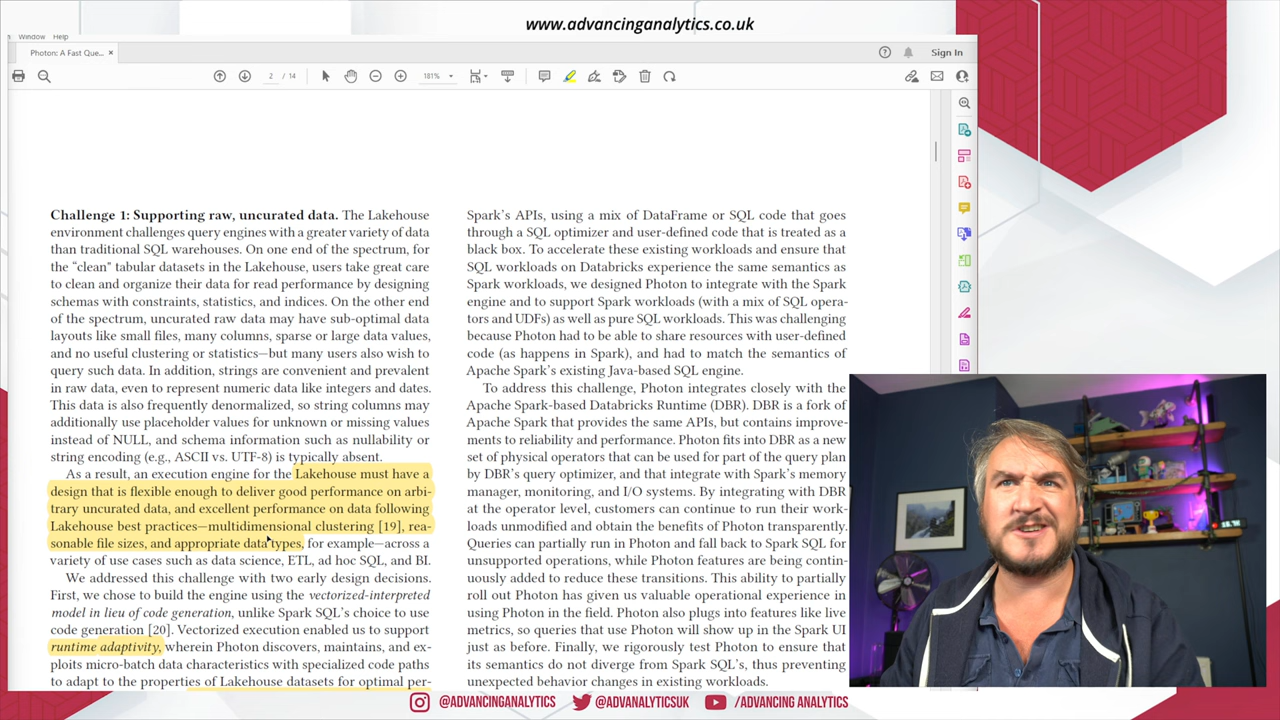 www.advancinganalytics.co.uk
Window Help
Photon: A Fast Que... ×
Sign In
2 / 14
181%
Challenge 1: Supporting raw, uncurated data. The Lakehouse
environment challenges query engines with a greater variety of data
than traditional SQL warehouses. On one end of the spectrum, for
the "clean" tabular datasets in the Lakehouse, users take great care
to clean and organize their data for read performance by designing
schemas with constraints, statistics, and indices. On the other end
of the spectrum, uncurated raw data may have sub-optimal data
layouts like small files, many columns, sparse or large data values,
and no useful clustering or statistics—but many users also wish to
query such data. In addition, strings are convenient and prevalent
in raw data, even to represent numeric data like integers and dates.
This data is also frequently denormalized, so string columns may
additionally use placeholder values for unknown or missing values
instead of NULL, and schema information such as nullability or
string encoding (e.g., ASCII vs. UTF-8) is typically absent.
As a result, an execution engine for the Lakehouse must have a
design that is flexible enough to deliver good performance on arbi-
trary uncurated data, and excellent performance on data following
Lakehouse best practices—multidimensional clustering [19], rea-
sonable file sizes, and appropriate data types, for example—across a
variety of use cases such as data science, ETL, ad hoc SQL, and BI.
We addressed this challenge with two early design decisions.
First, we chose to build the engine using the vectorized-interpreted
model in lieu of code generation, unlike Spark SQL's choice to use
code generation [20]. Vectorized execution enabled us to support
runtime adaptivity, wherein Photon discovers, maintains, and ex-
ploits micro-batch data characteristics with specialized code paths
to adapt to the properties of Lakehouse datasets for optimal per-
Spark's APIs, using a mix of DataFrame or SQL code that goes
through a SQL optimizer and user-defined code that is treated as a
black box. To accelerate these existing workloads and ensure that
SQL workloads on Databricks experience the same semantics as
Spark workloads, we designed Photon to integrate with the Spark
engine and to support Spark workloads (with a mix of SQL opera-
tors and UDFs) as well as pure SQL workloads. This was challenging
because Photon had to be able to share resources with user-defined
code (as happens in Spark), and had to match the semantics of
Apache Spark's existing Java-based SQL engine.
To address this challenge, Photon integrates closely with the
Apache Spark-based Databricks Runtime (DBR). DBR is a fork of
Apache Spark that provides the same APIs, but contains improve-
ments to reliability and performance. Photon fits into DBR as a new
set of physical operators that can be used for part of the query plan
by DBR's query optimizer, and that integrate with Spark's memory
manager, monitoring, and I/O systems. By integrating with DBR
at the operator level, customers can continue to run their work-
loads unmodified and obtain the benefits of Photon transparently.
Queries can partially run in Photon and fall back to Spark SQL for
unsupported operations, while Photon features are being contin-
uously added to reduce these transitions. This ability to partially
roll out Photon has given us valuable operational experience in
using Photon in the field. Photon also plugs into features like live
metrics, so queries that use Photon will show up in the Spark UI
just as before. Finally, we rigorously test Photon to ensure that
its semantics do not diverge from Spark SQL's, thus preventing
unexpected behavior changes in existing workloads.
@ADVANCINGANALYTICS @ADVANALYTICSUK /ADVANCING ANALYTICS